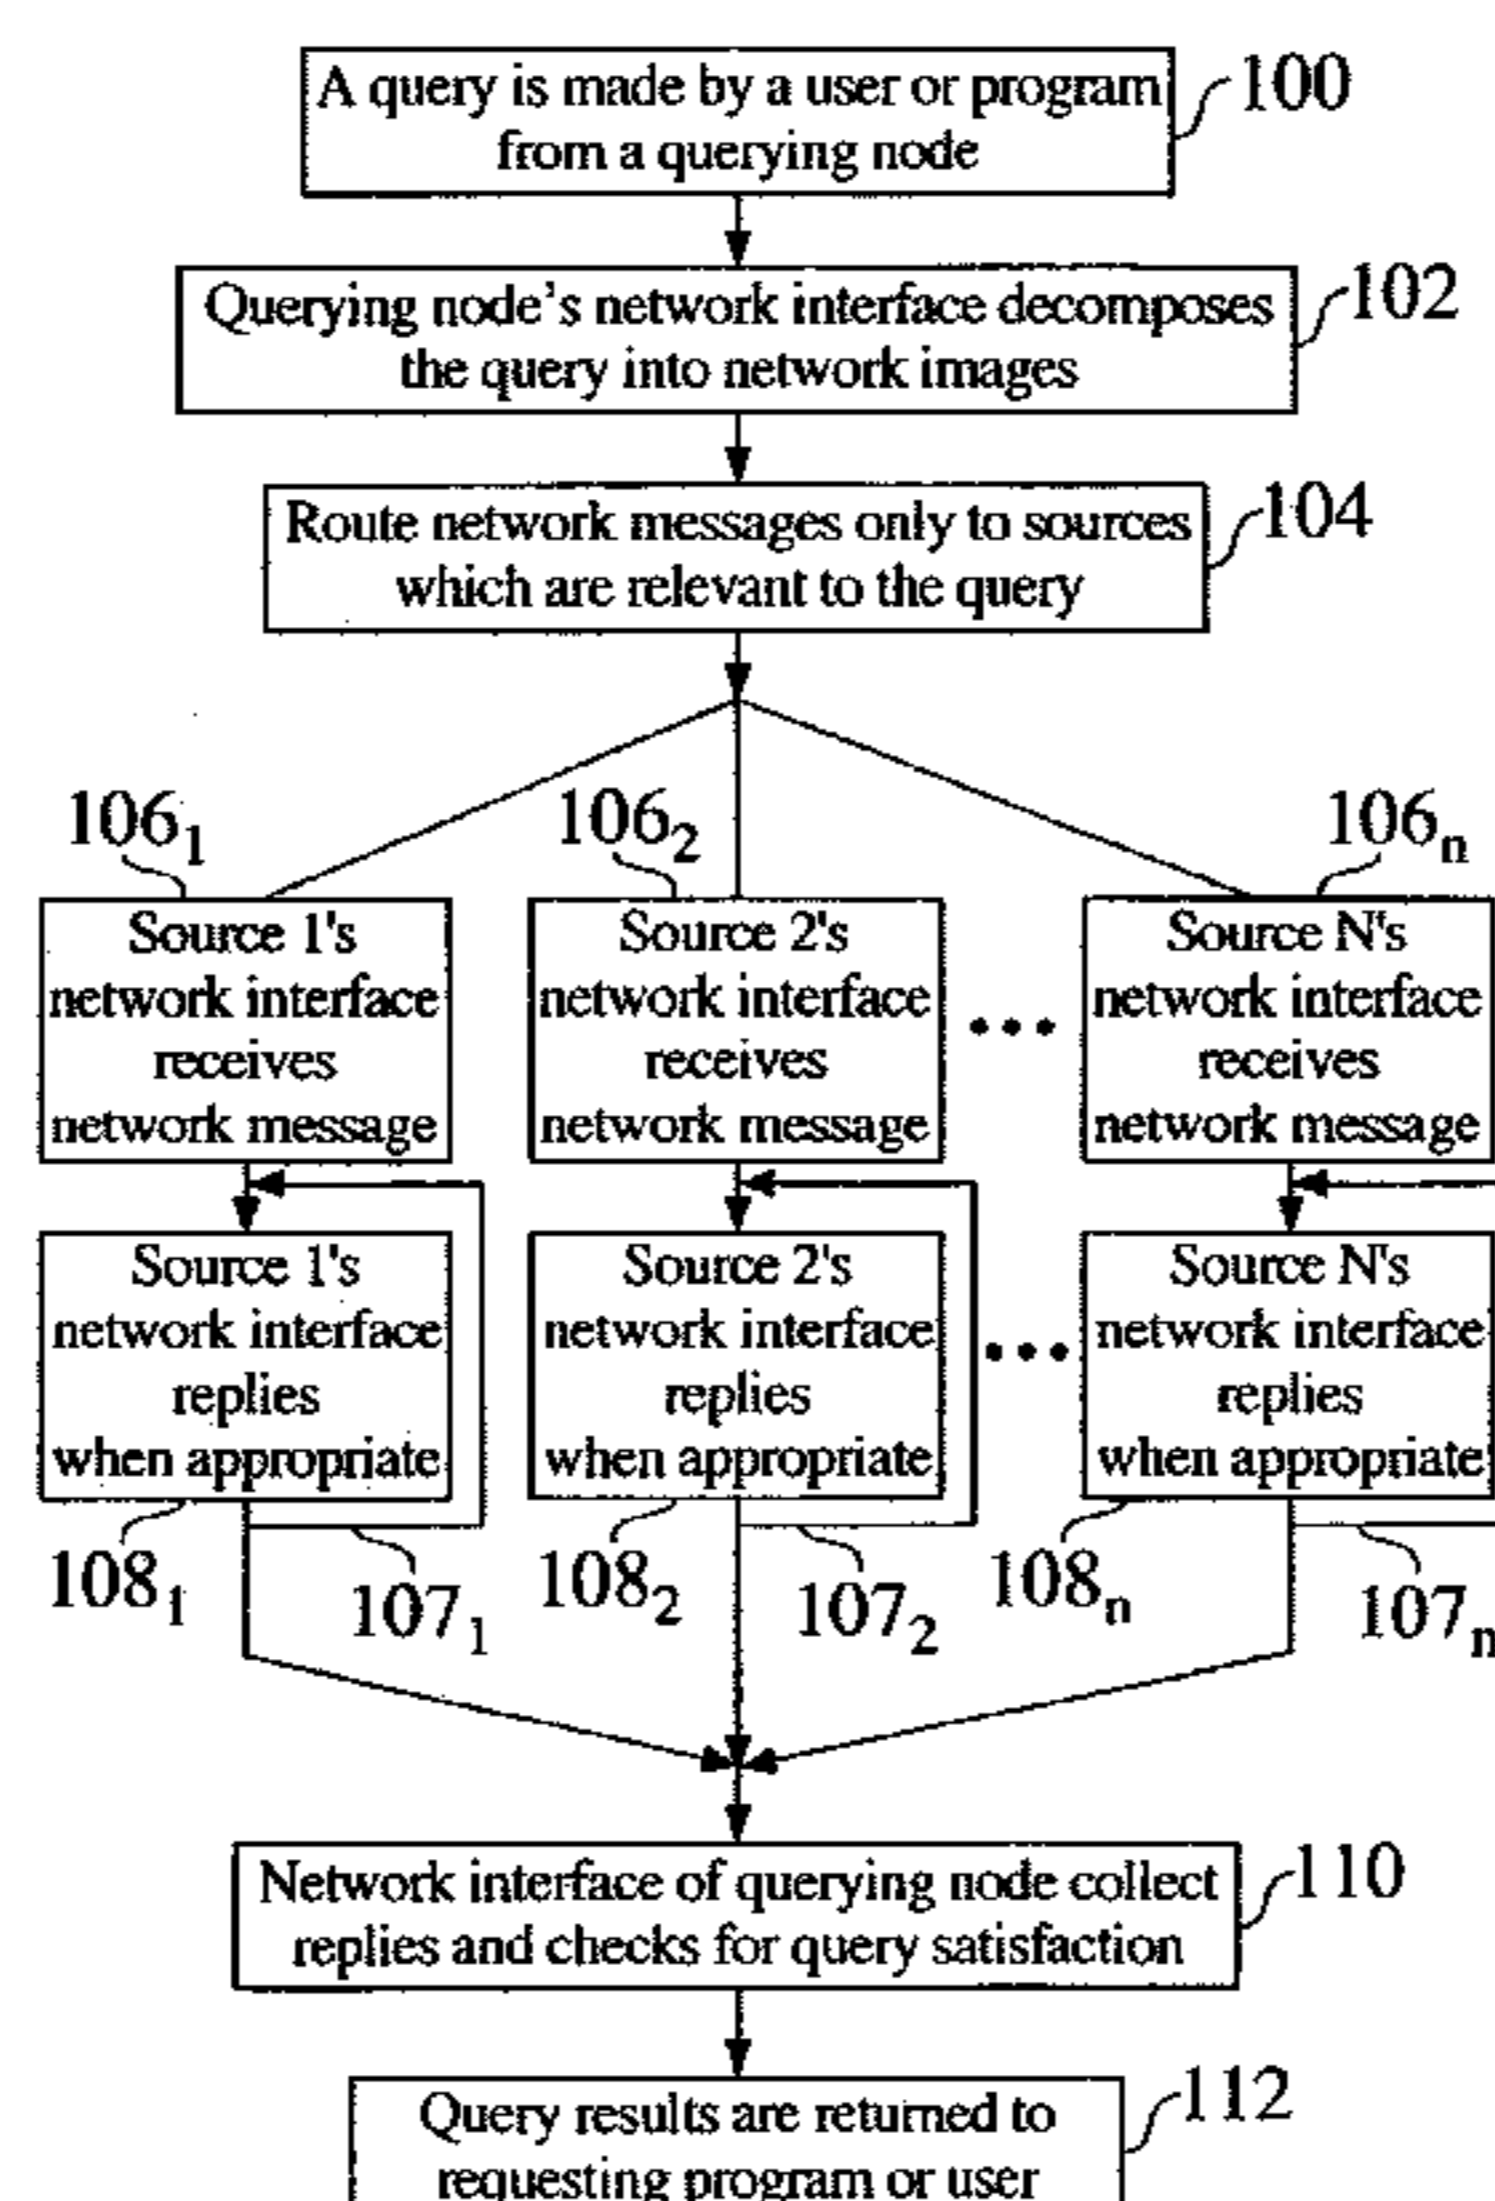 A query is made by a user or program
from a querying node
100
Querying node's network interface decomposes
the query into network images
102
Route network messages only to sources
which are relevant to the query
104
106₁
106₂
106ₙ
Source 1's
network interface
receives
network message
Source 2's
network interface
receives
network message
•••
Source N's
network interface
receives
network message
Source 1's
network interface
replies
when appropriate
Source 2's
network interface
replies
when appropriate
•••
Source N's
network interface
replies
when appropriate
108₁
107₁
108₂
107₂
108ₙ
107ₙ
Network interface of querying node collect
replies and checks for query satisfaction
110
Query results are returned to
requesting program or user
112